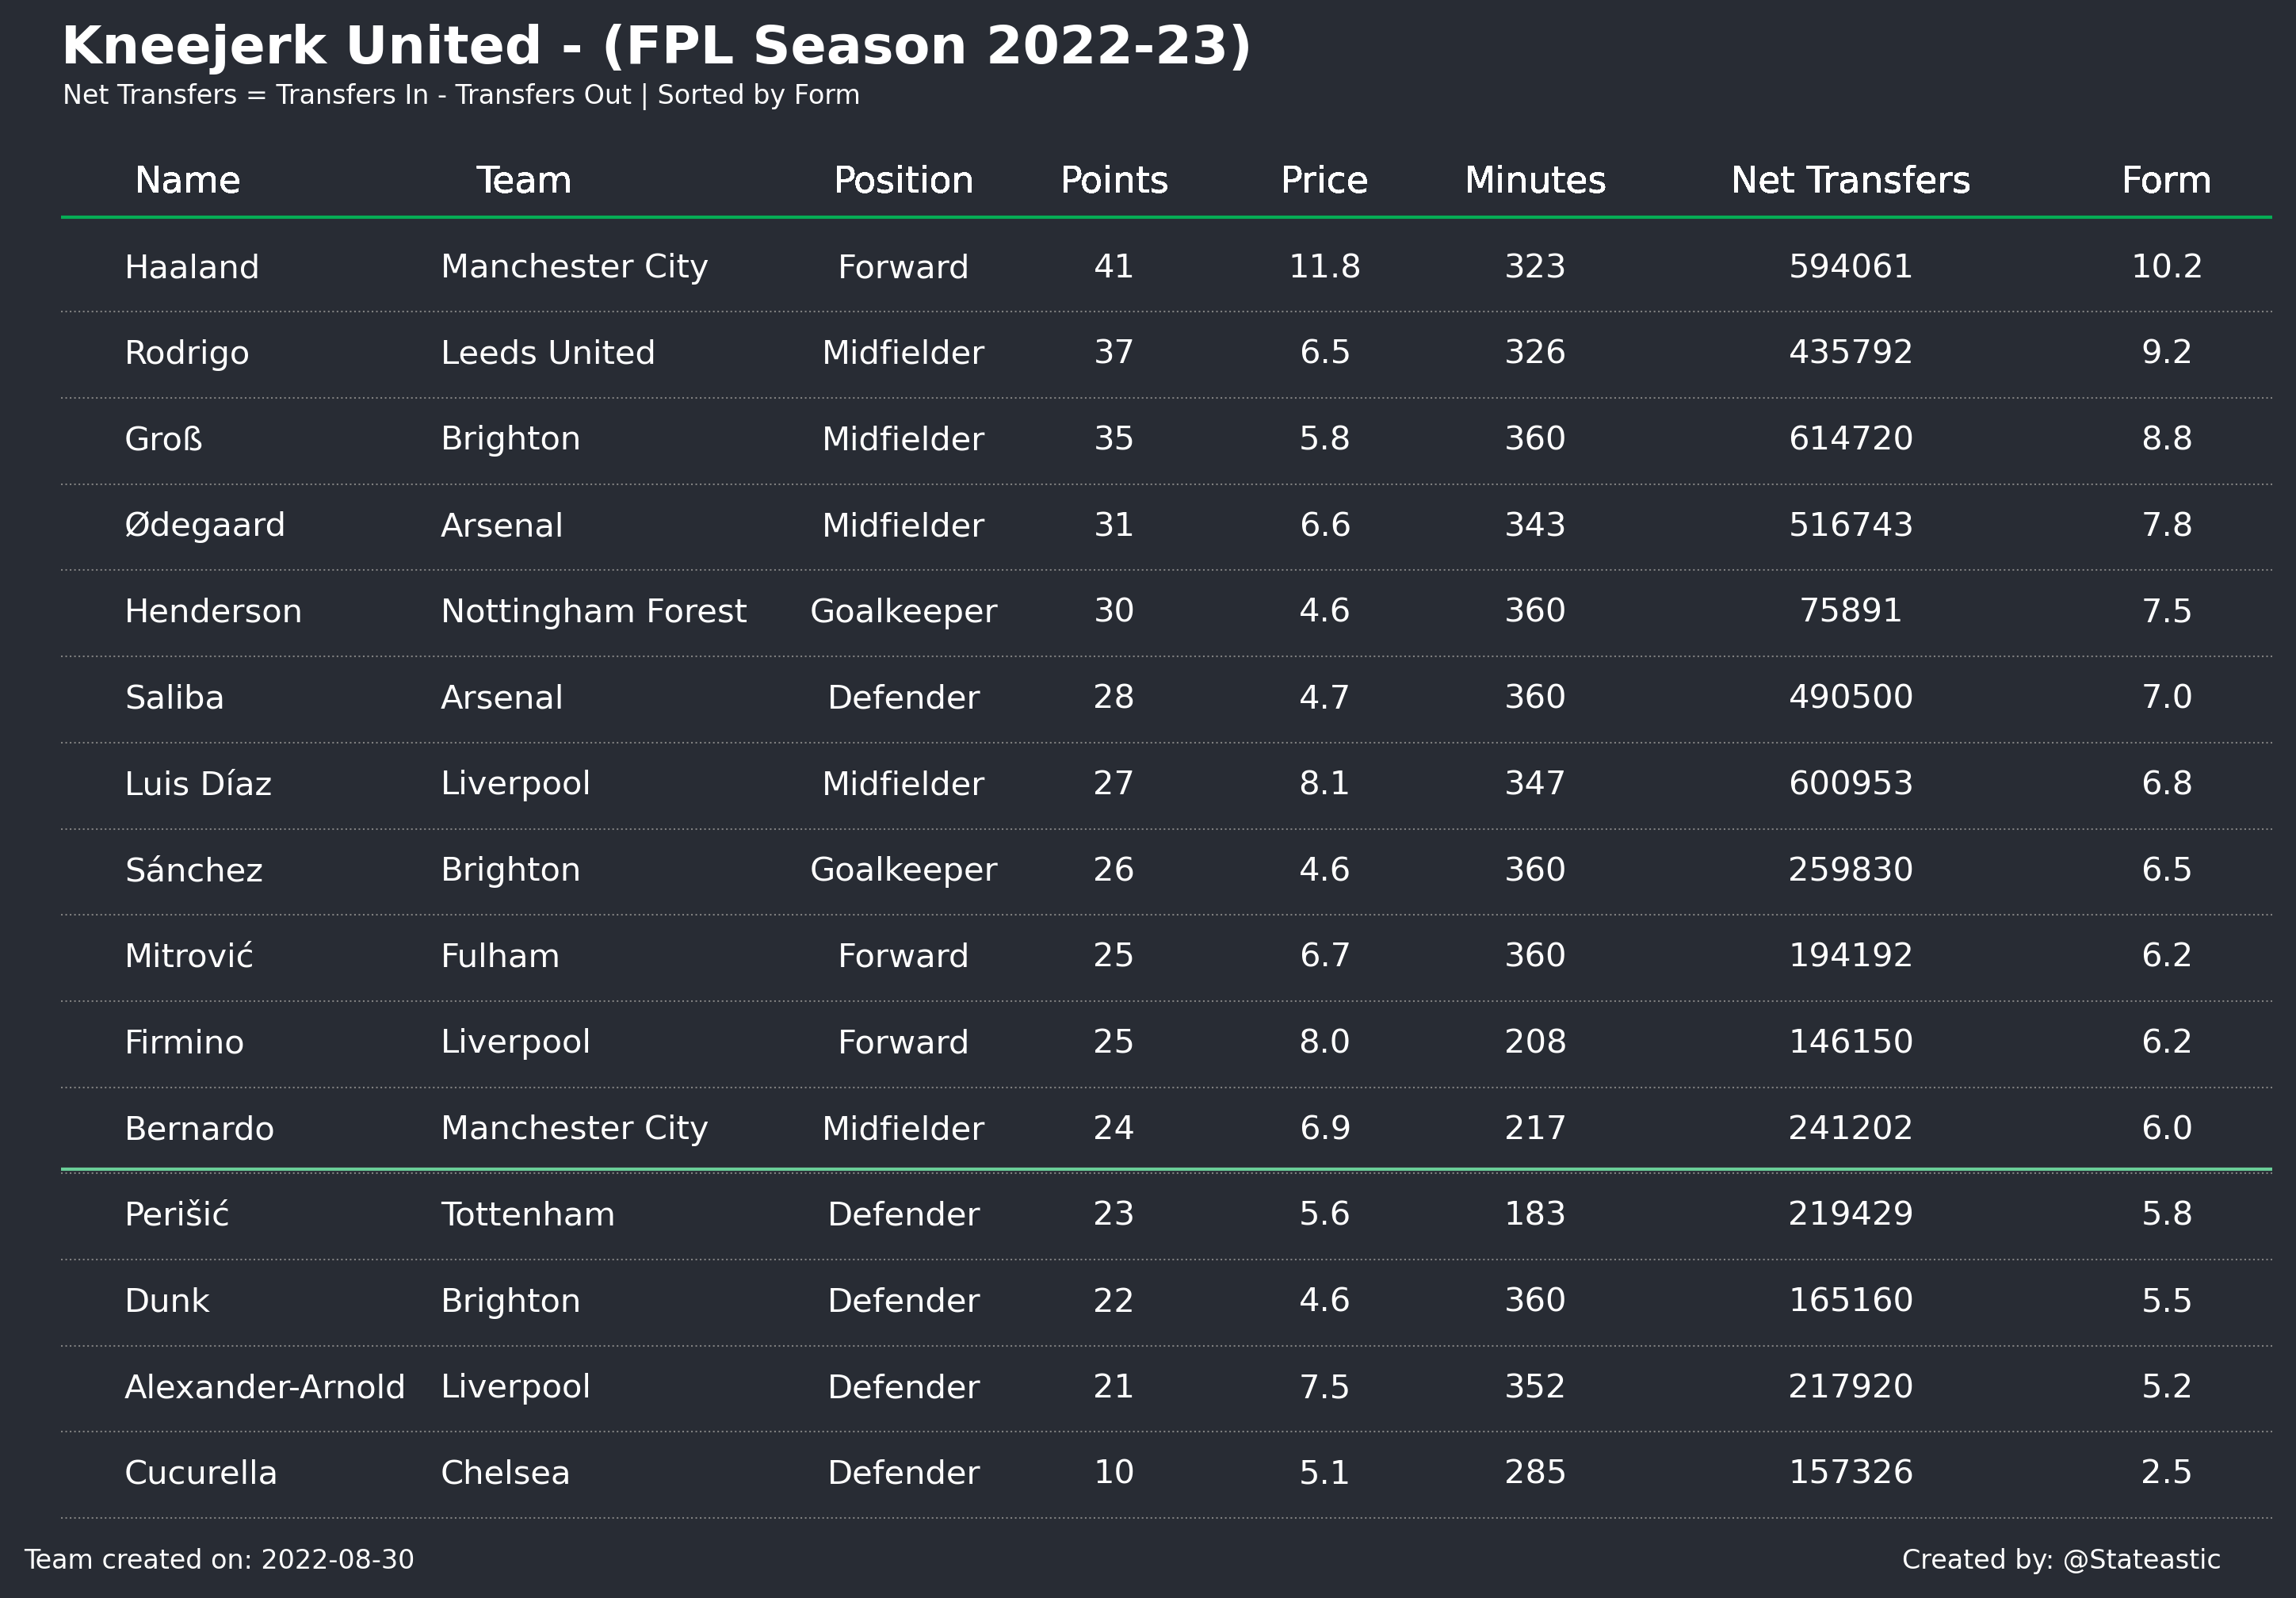 Kneejerk United - (FPL Season 2022-23)
Net Transfers = Transfers In - Transfers Out | Sorted by Form
Name Team Position Points Price Minutes Net Transfers Form
Haaland Manchester City Forward 41 11.8 323 594061 10.2
Rodrigo Leeds United Midfielder 37 6.5 326 435792 9.2
Groß Brighton Midfielder 35 5.8 360 614720 8.8
Ødegaard Arsenal Midfielder 31 6.6 343 516743 7.8
Henderson Nottingham Forest Goalkeeper 30 4.6 360 75891 7.5
Saliba Arsenal Defender 28 4.7 360 490500 7.0
Luis Díaz Liverpool Midfielder 27 8.1 347 600953 6.8
Sánchez Brighton Goalkeeper 26 4.6 360 259830 6.5
Mitrović Fulham Forward 25 6.7 360 194192 6.2
Firmino Liverpool Forward 25 8.0 208 146150 6.2
Bernardo Manchester City Midfielder 24 6.9 217 241202 6.0
Perišić Tottenham Defender 23 5.6 183 219429 5.8
Dunk Brighton Defender 22 4.6 360 165160 5.5
Alexander-Arnold Liverpool Defender 21 7.5 352 217920 5.2
Cucurella Chelsea Defender 10 5.1 285 157326 2.5
Team created on: 2022-08-30 Created by: @Stateastic